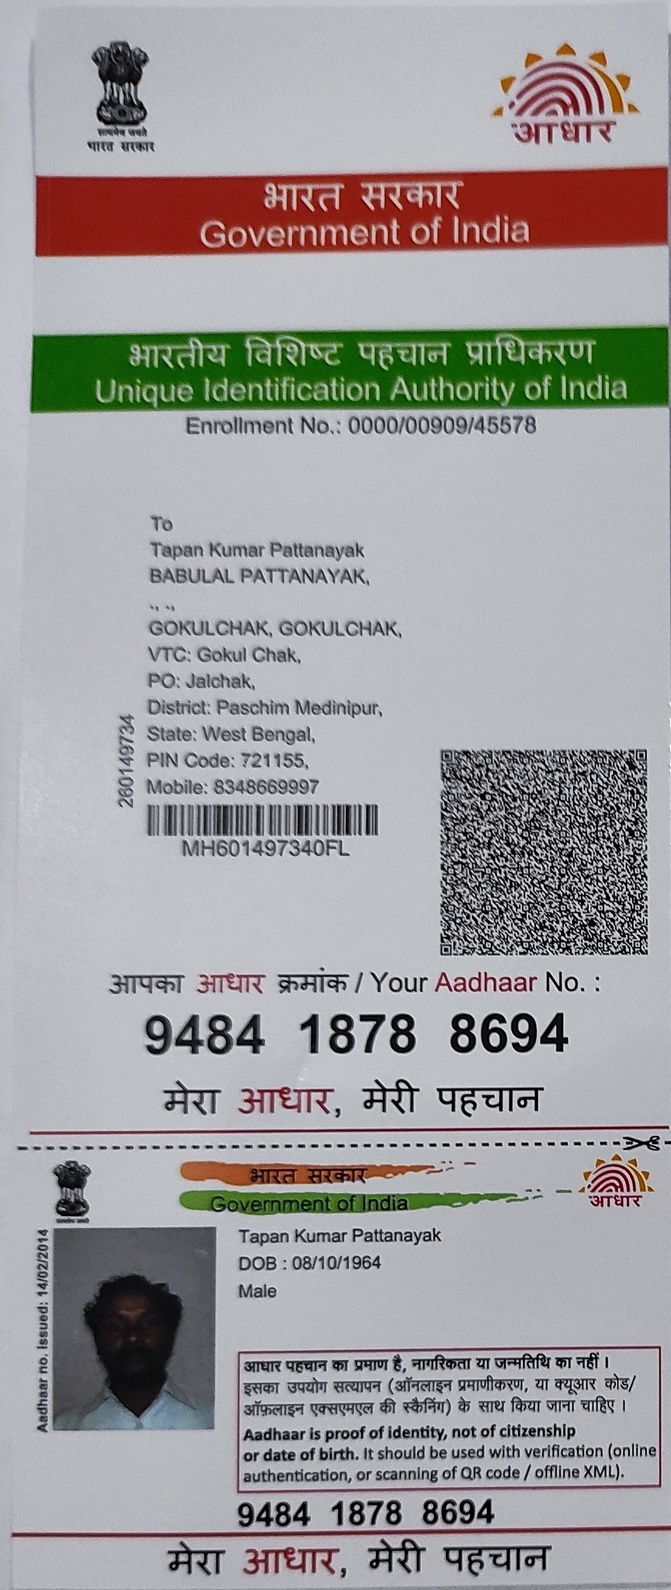 सत्यमेव जयते
भारत सरकार
आधार
भारत सरकार
Government of India
भारतीय विशिष्ट पहचान प्राधिकरण
Unique Identification Authority of India
Enrollment No.: 0000/00909/45578
To
Tapan Kumar Pattanayak
BABULAL PATTANAYAK,
., .,
GOKULCHAK, GOKULCHAK,
VTC: Gokul Chak,
PO: Jalchak,
District: Paschim Medinipur,
State: West Bengal,
PIN Code: 721155,
Mobile: 8348669997
260149734
MH601497340FL
आपका आधार क्रमांक / Your Aadhaar No. :
9484 1878 8694
मेरा आधार, मेरी पहचान
भारत सरकार
Government of India
आधार
Aadhaar no. issued: 14/02/2014
Tapan Kumar Pattanayak
DOB : 08/10/1964
Male
आधार पहचान का प्रमाण है, नागरिकता या जन्मतिथि का नहीं ।
इसका उपयोग सत्यापन (ऑनलाइन प्रमाणीकरण, या क्यूआर कोड/
ऑफ़लाइन एक्सएमएल की स्कैनिंग) के साथ किया जाना चाहिए ।
Aadhaar is proof of identity, not of citizenship
or date of birth. It should be used with verification (online
authentication, or scanning of QR code / offline XML).
9484 1878 8694
मेरा आधार, मेरी पहचान